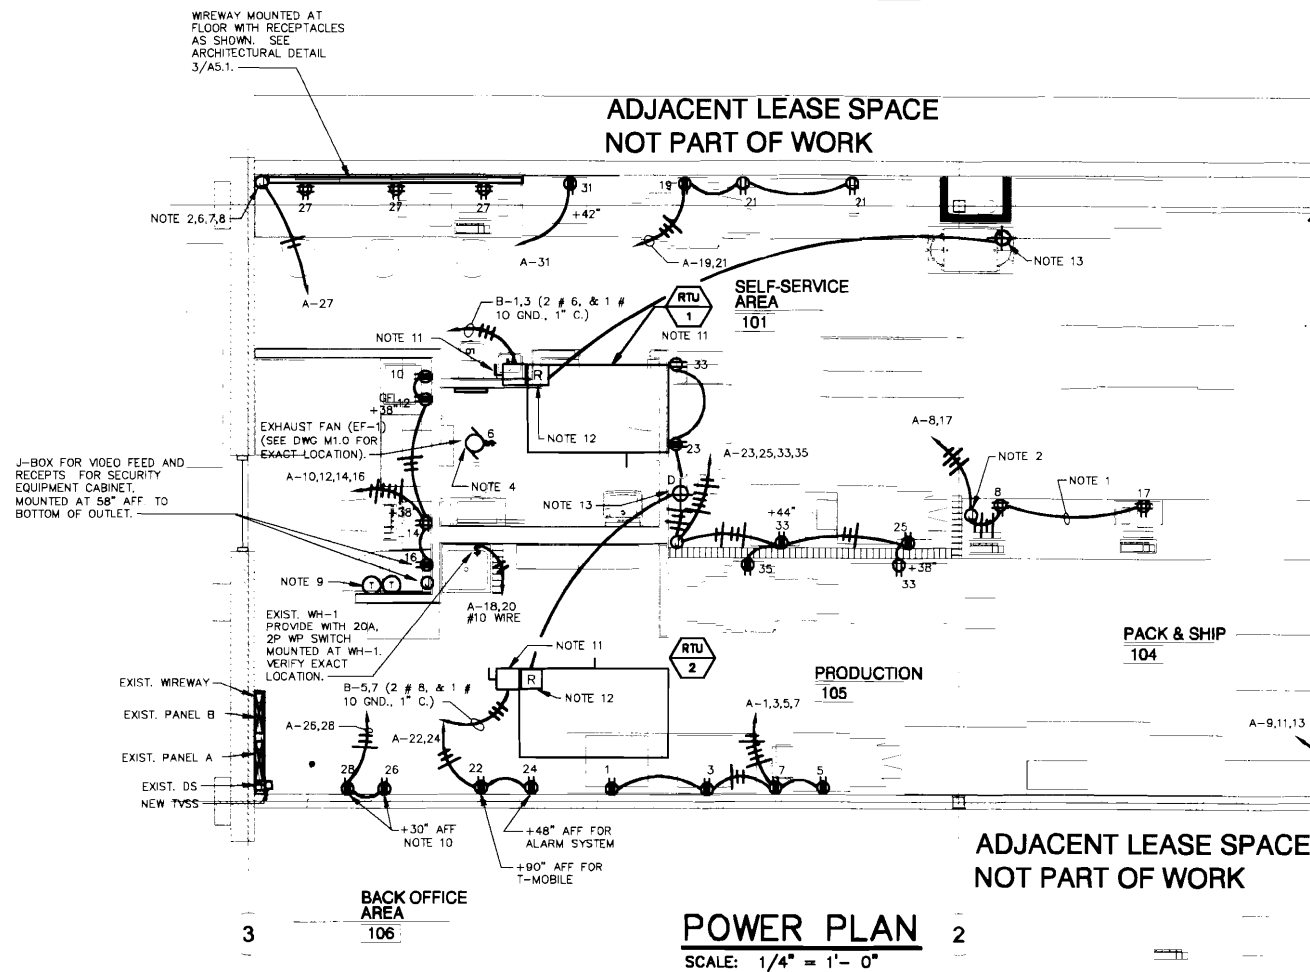 WIREWAY MOUNTED AT
FLOOR WITH RECEPTACLES
AS SHOWN. SEE
ARCHITECTURAL DETAIL
3/A5.1.
ADJACENT LEASE SPACE
NOT PART OF WORK
NOTE 2,6,7,8
27
27
27
31
+42"
19
21
21
A-31
A-19,21
A-27
NOTE 13
SELF-SERVICE
AREA
101
RTU
1
B-1,3 (2 # 6, & 1 #
10 GND., 1" C.)
NOTE 11
NOTE 11
R
33
10
12
+38"
EXHAUST FAN (EF-1)
(SEE DWG M1.0 FOR
EXACT LOCATION).
6
NOTE 12
23
A-8,17
A-23,25,33,35
NOTE 2
J-BOX FOR VIDEO FEED AND
RECEPTS FOR SECURITY
EQUIPMENT CABINET.
MOUNTED AT 58" AFF. TO
BOTTOM OF OUTLET.
A-10,12,14,16
NOTE 4
D
NOTE 13
8
NOTE 1
17
+38
14
+44"
33
25
16
35
+38"
33
NOTE 9
T
T
A-18,20
#10 WIRE
EXIST. WH-1
PROVIDE WITH 20A,
2P WP SWITCH
MOUNTED AT WH-1.
VERIFY EXACT
LOCATION.
NOTE 11
RTU
2
PACK & SHIP
104
R
NOTE 12
PRODUCTION
105
EXIST. WIREWAY
EXIST. PANEL B
EXIST. PANEL A
EXIST. DS
NEW TVSS
B-5,7 (2 # 8, & 1 #
10 GND., 1" C.)
A-26,28
A-22,24
A-1,3,5,7
A-9,11,13
28
26
22
24
1
3
7
5
+30" AFF
NOTE 10
+48" AFF FOR
ALARM SYSTEM
+90" AFF FOR
T-MOBILE
ADJACENT LEASE SPACE
NOT PART OF WORK
BACK OFFICE
AREA
106
3
POWER PLAN
2
SCALE: 1/4" = 1'- 0"